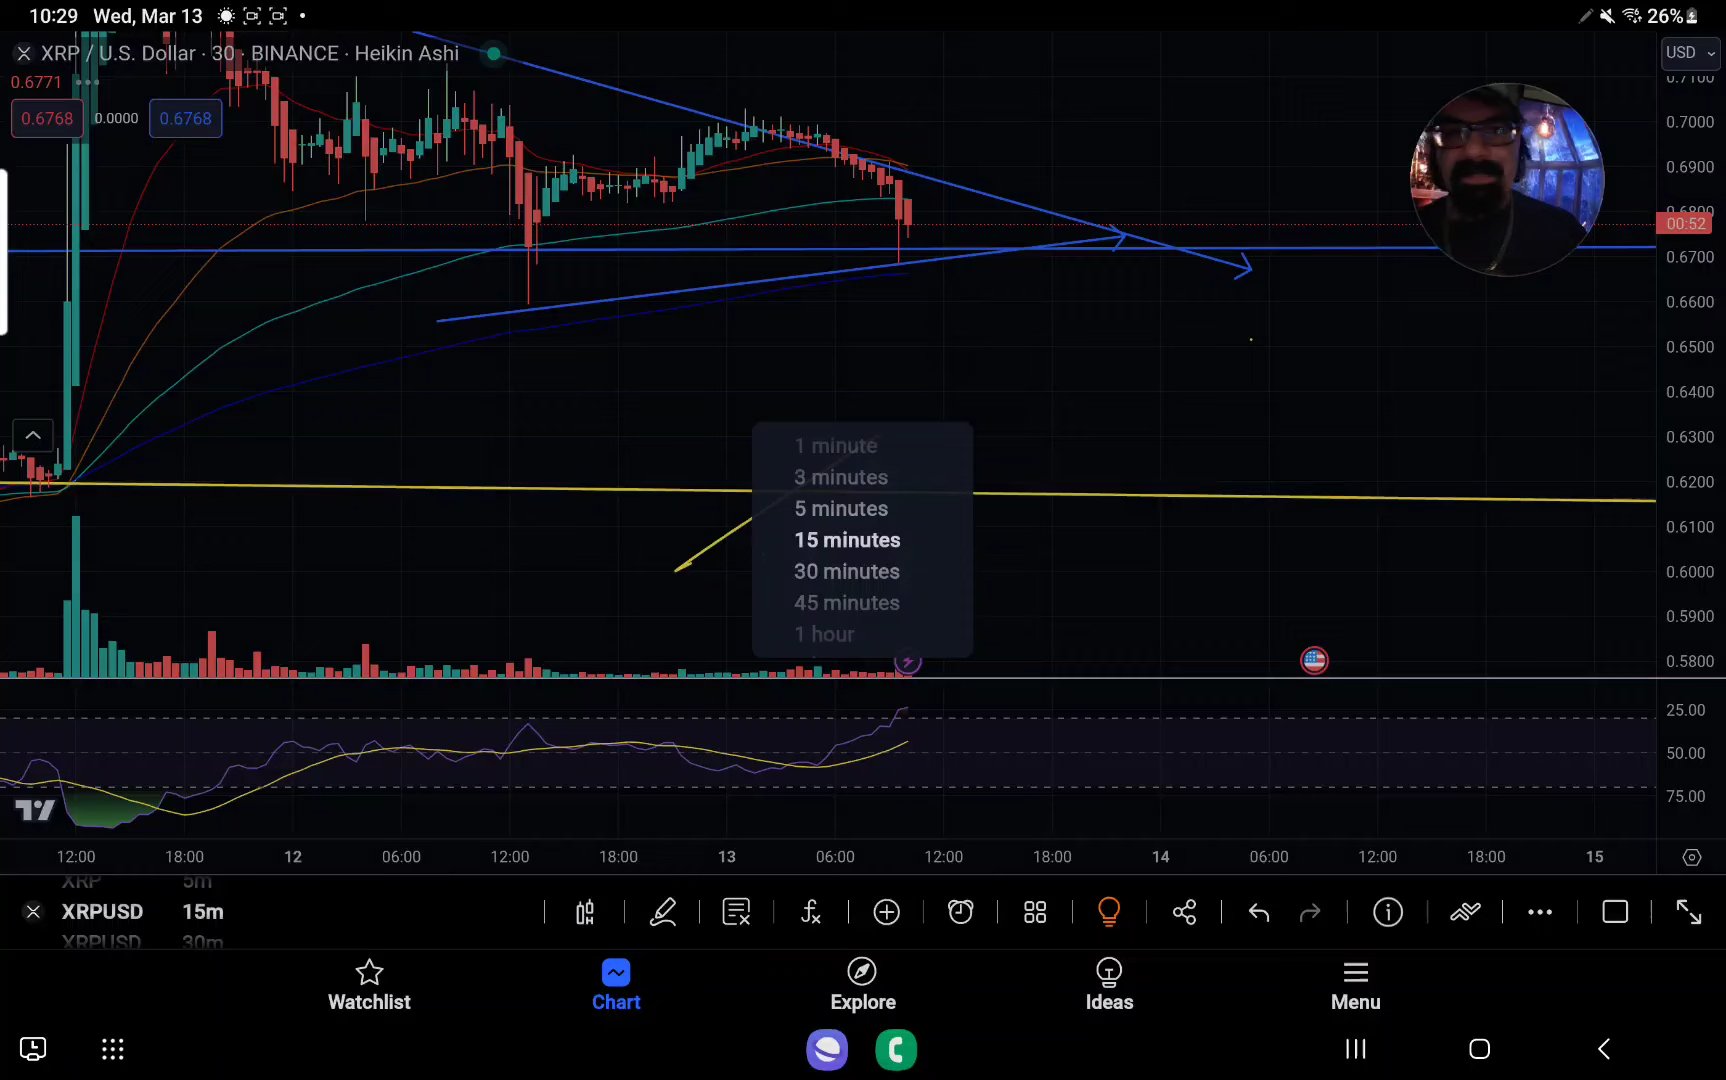 10:29 Wed, Mar 13
26%
XRP / U.S. Dollar · 30 · BINANCE · Heikin Ashi
USD
0.6771
0.6768 0.0000 0.6768
0.7100
0.7000
0.6900
0.6800
00:52
0.6700
0.6600
0.6500
0.6400
0.6300
0.6200
0.6100
0.6000
0.5900
0.5800
1 minute
3 minutes
5 minutes
15 minutes
30 minutes
45 minutes
1 hour
25.00
50.00
75.00
12:00 18:00 12 06:00 12:00 18:00 13 06:00 12:00 18:00 14 06:00 12:00 18:00 15
XRP 5m
XRPUSD 15m
XRPUSD 30m
Watchlist Chart Explore Ideas Menu